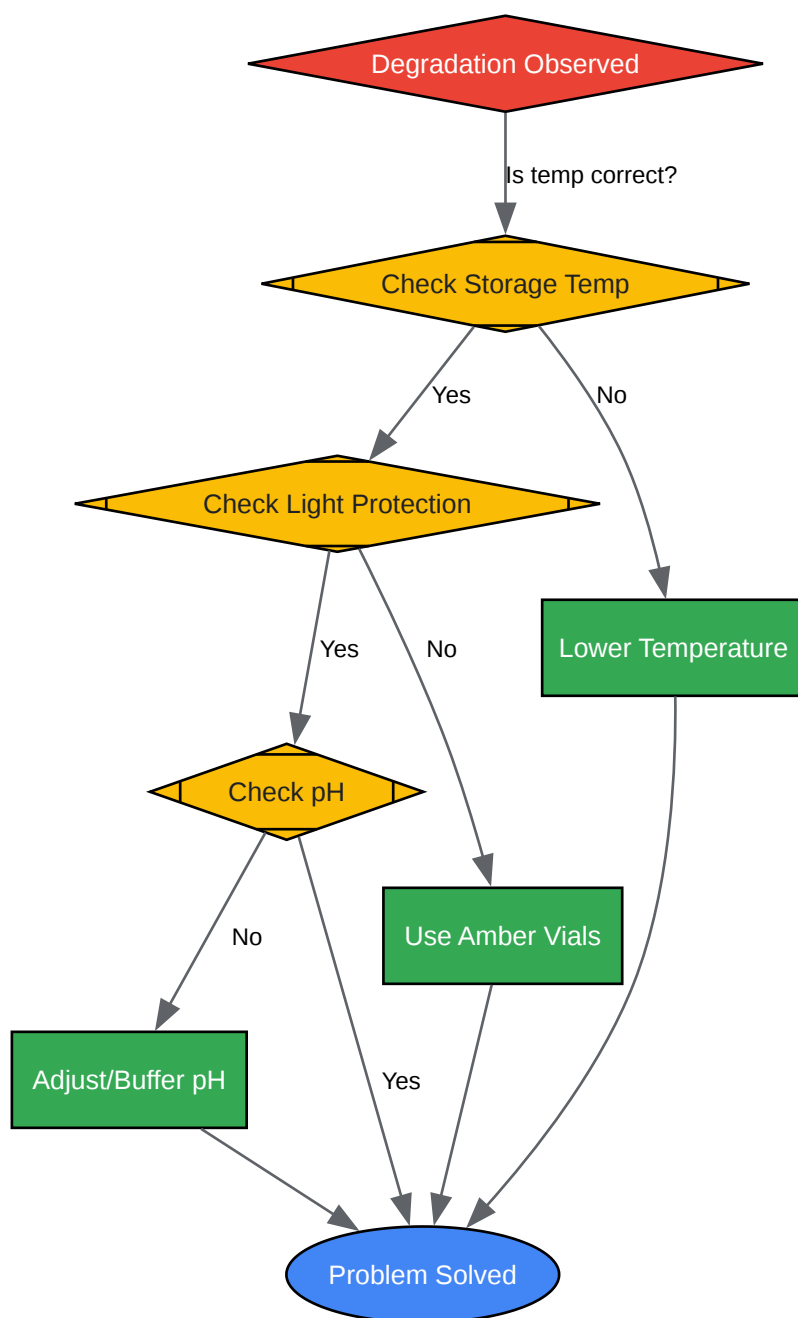 Degradation Observed
Is temp correct?
Check Storage Temp
Yes
No
Check Light Protection
Yes
No
Lower Temperature
Check pH
No
Use Amber Vials
Adjust/Buffer pH
Yes
Problem Solved